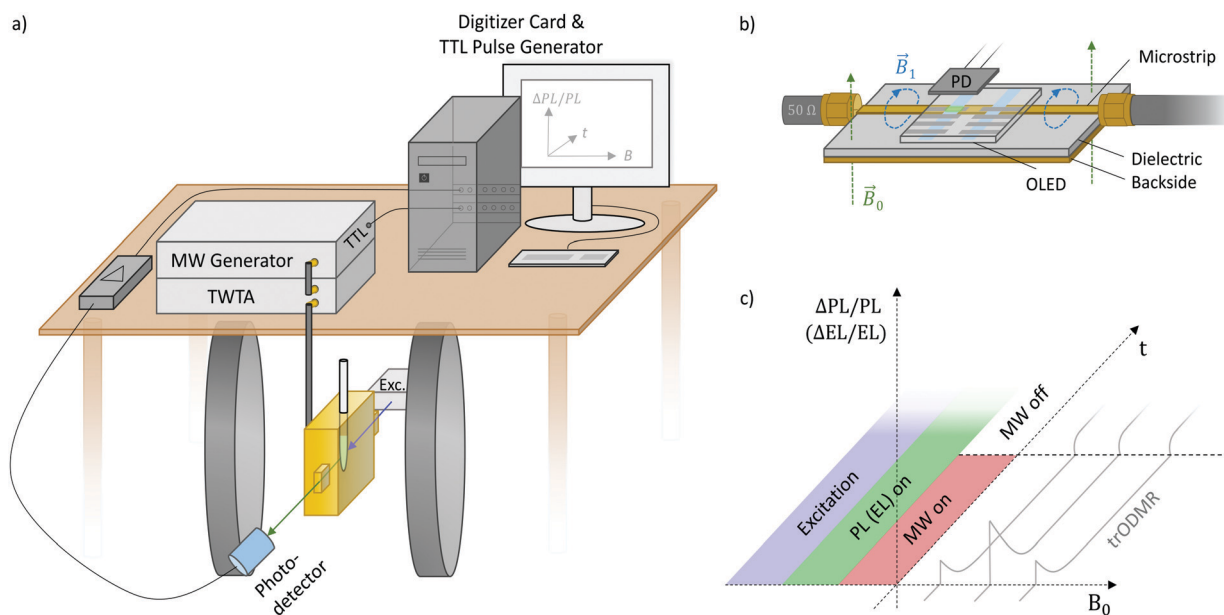 a)
Digitizer Card &
TTL Pulse Generator
ΔPL/PL
t
B
TTL
MW Generator
TWTA
Exc.
Photo-
detector
b)
B⃗₁
PD
Microstrip
50 Ω
Dielectric
Backside
OLED
B⃗₀
c)
ΔPL/PL
(ΔEL/EL)
t
MW off
Excitation
PL (EL) on
MW on
trODMR
B₀